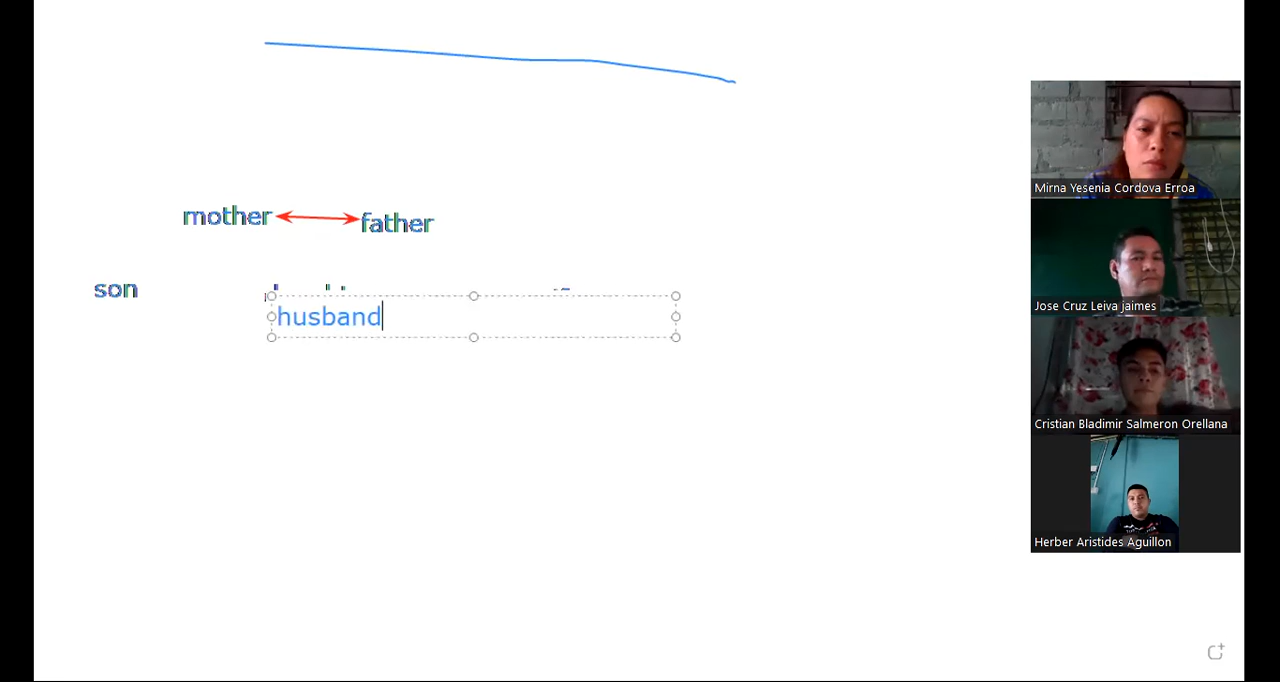 mother
father
son
husband
Mirna Yesenia Cordova Erroa
Jose Cruz Leiva jaimes
Cristian Bladimir Salmeron Orellana
Herber Aristides Aguillon